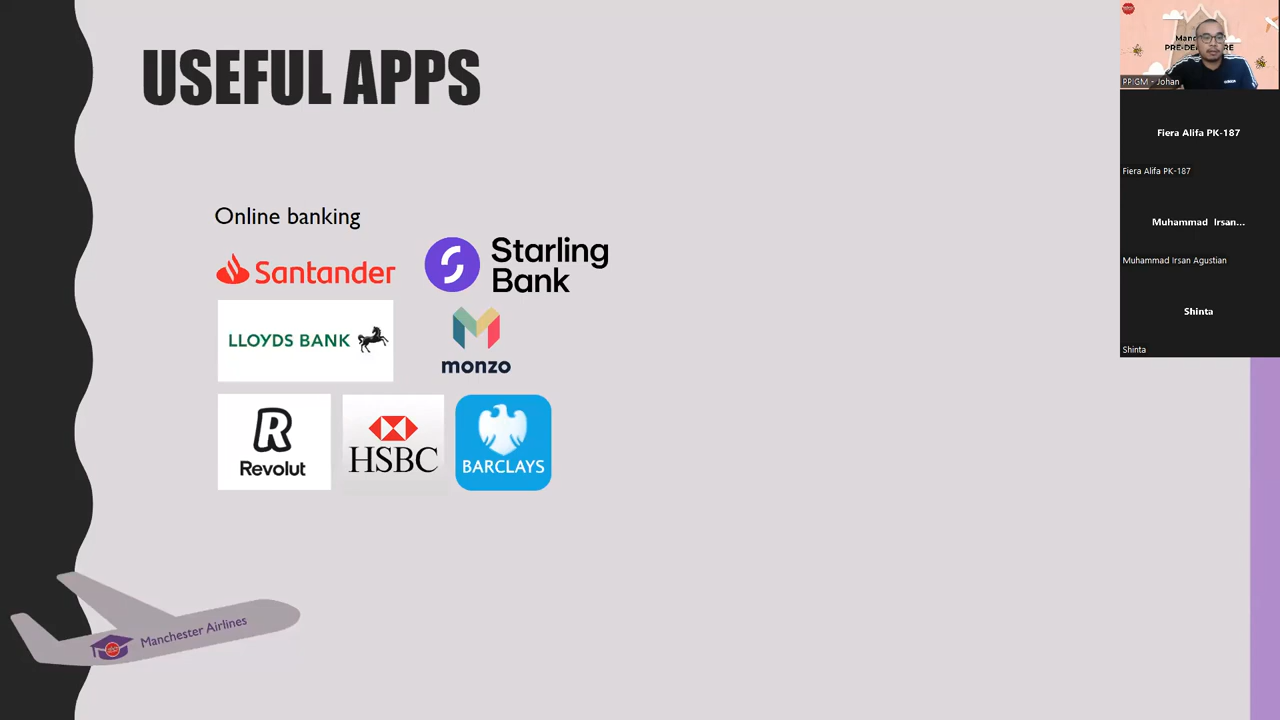 USEFUL APPS
Online banking
Santander
Starling
Bank
LLOYDS BANK
monzo
Revolut
HSBC
BARCLAYS
Manchester Airlines
PPIGM - Johan
Fiera Alifa PK-187
Fiera Alifa PK-187
Muhammad Irsan...
Muhammad Irsan Agustian
Shinta
Shinta